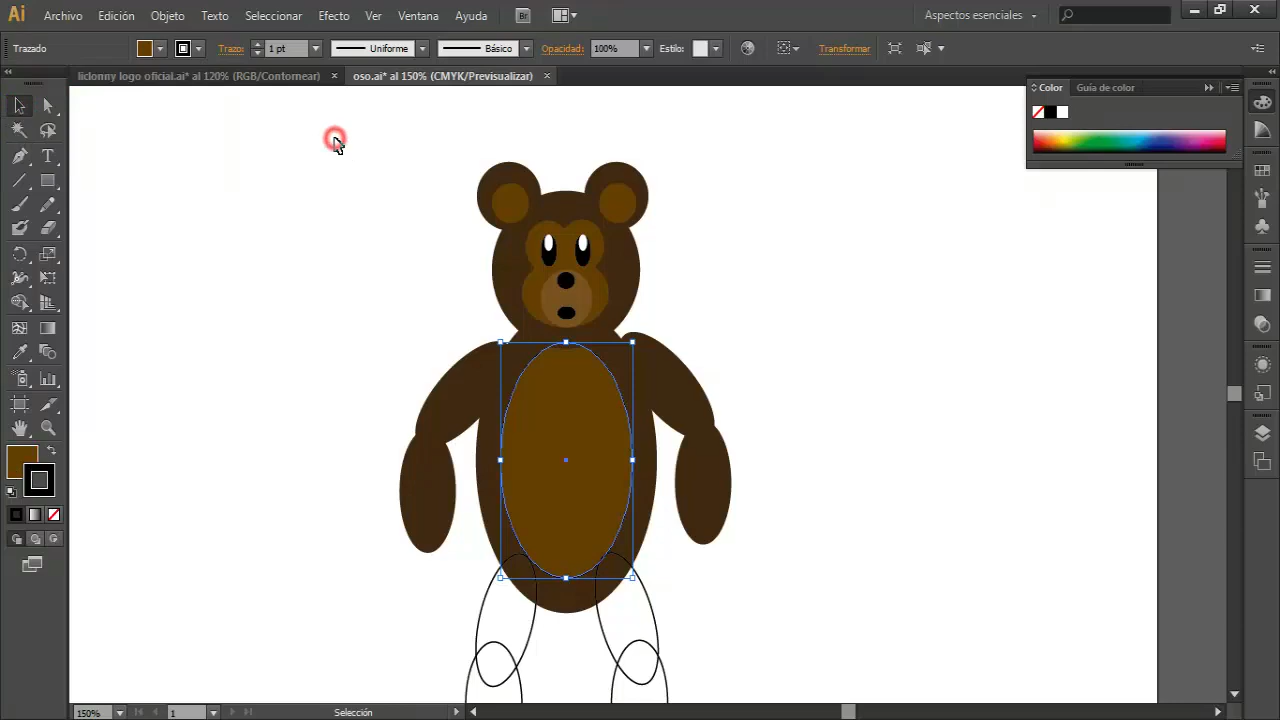 Ai Archivo Edición Objeto Texto Seleccionar Efecto Ver Ventana Ayuda Br Aspectos esenciales
Trazado Trazo: 1 pt Uniforme Básico Opacidad: 100% Estilo: Transformar
liclonny logo oficial.ai* al 120% (RGB/Contornear) oso.ai* al 150% (CMYK/Previsualizar)
Color Guía de color
150% 1 Selección